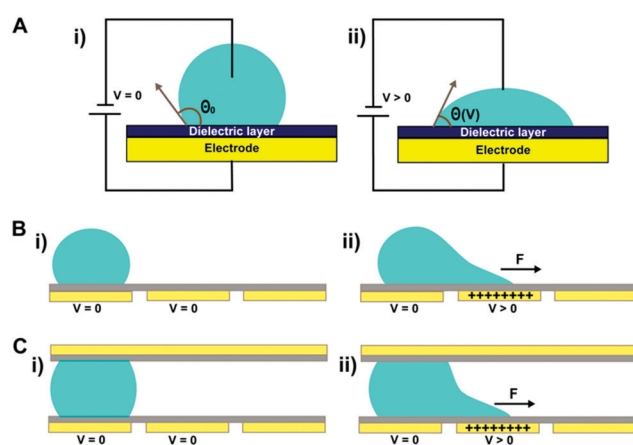 A
i)
V = 0
Θ₀
Dielectric layer
Electrode
ii)
V > 0
Θ(V)
Dielectric layer
Electrode
B
i)
V = 0
V = 0
ii)
F
++++++++
V = 0
V > 0
C
i)
V = 0
V = 0
ii)
F
++++++++
V = 0
V > 0